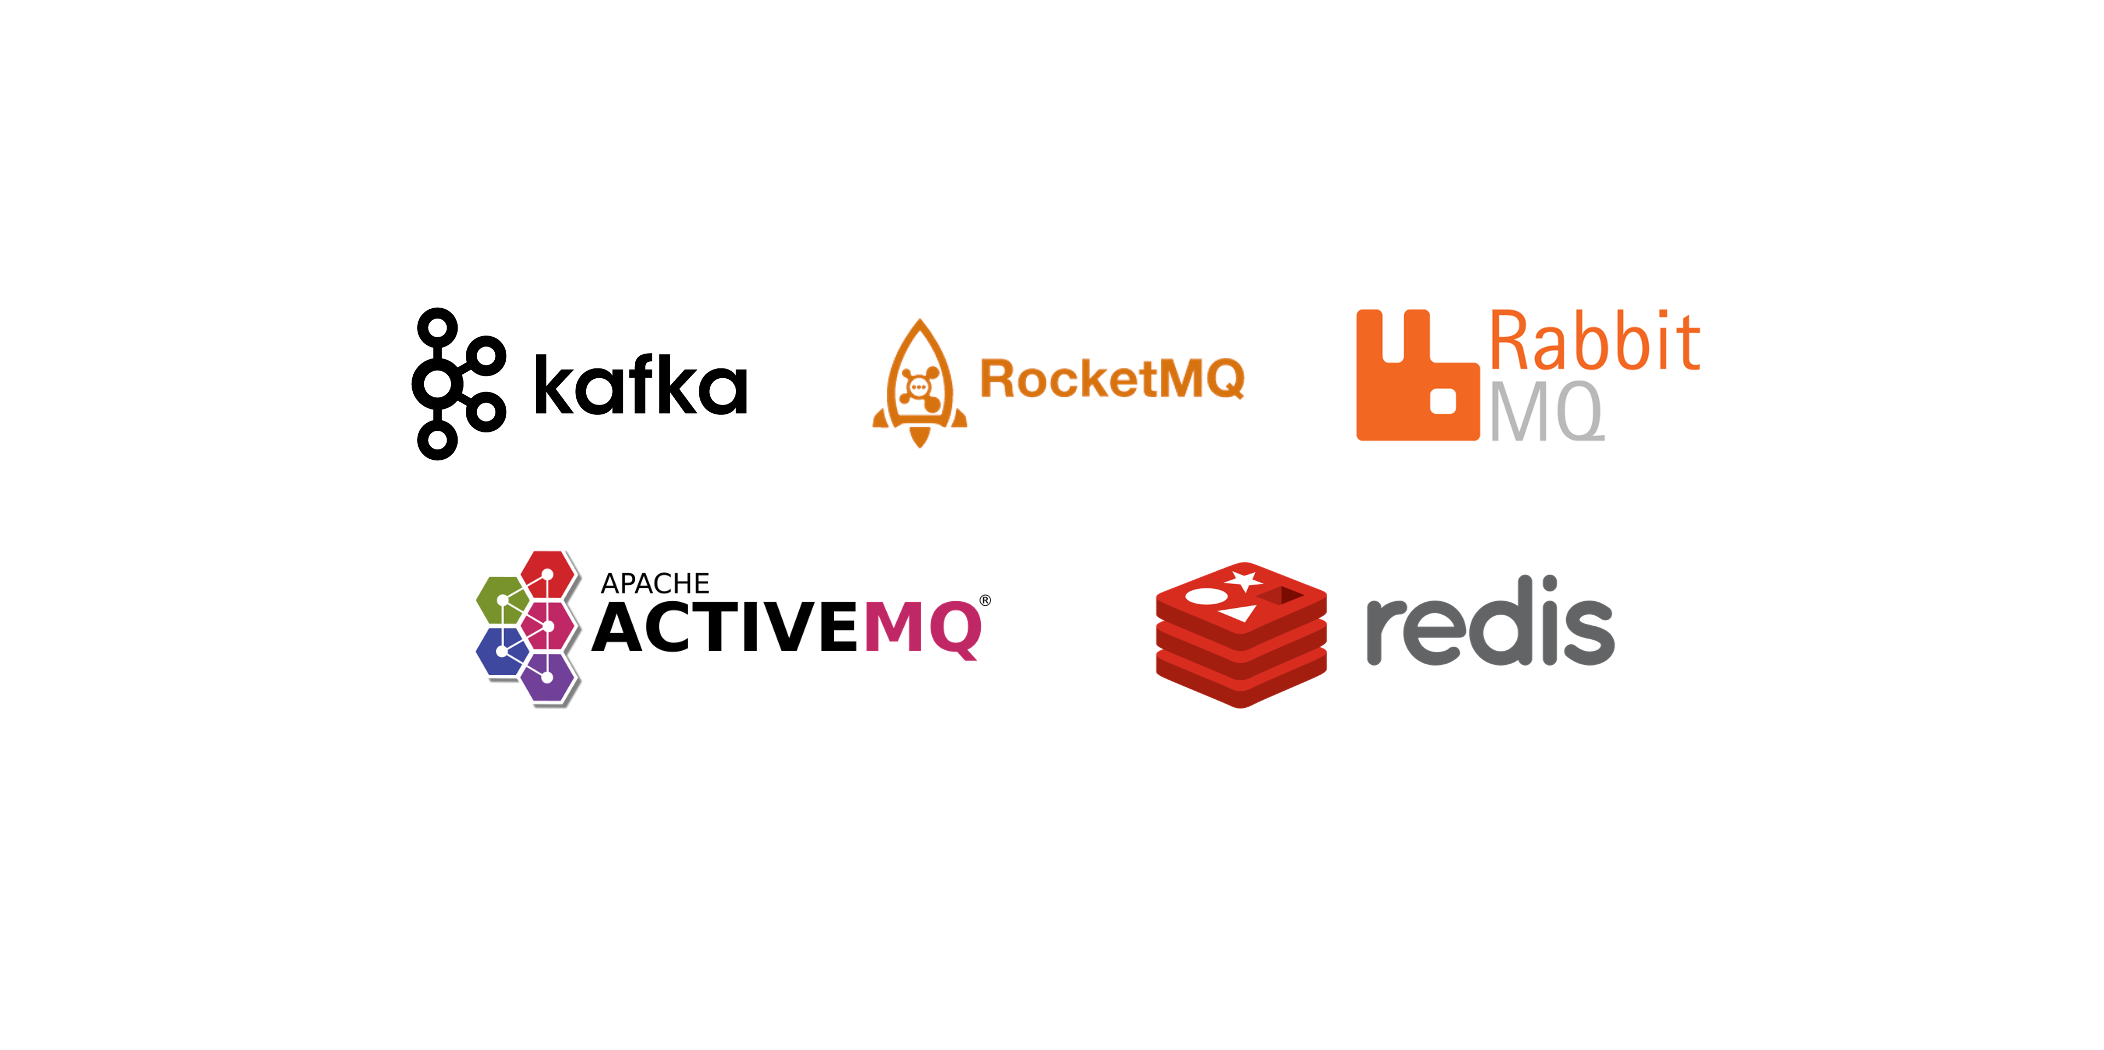 kafka
RocketMQ
Rabbit
MQ
APACHE
ACTIVEMQ®
redis